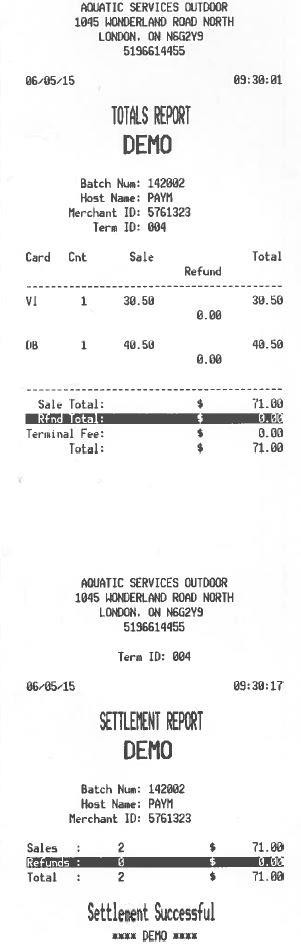 AQUATIC SERVICES OUTDOOR
1045 WONDERLAND ROAD NORTH
LONDON, ON N6G2Y9
5196614455
06/05/15 09:30:01
TOTALS REPORT
DEMO
Batch Num: 142002
Host Name: PAYM
Merchant ID: 5761323
Term ID: 004
Card Cnt Sale Total
Refund
VI 1 30.50 30.50
0.00
DB 1 40.50 40.50
0.00
Sale Total: $ 71.00
Rfnd Total: $ 0.00
Terminal Fee: $ 0.00
Total: $ 71.00
AQUATIC SERVICES OUTDOOR
1045 WONDERLAND ROAD NORTH
LONDON, ON N6G2Y9
5196614455
Term ID: 004
06/05/15 09:30:17
SETTLEMENT REPORT
DEMO
Batch Num: 142002
Host Name: PAYM
Merchant ID: 5761323
Sales : 2 $ 71.00
Refunds : 0 $ 0.00
Total : 2 $ 71.00
Settlement Successful
**** DEMO ****